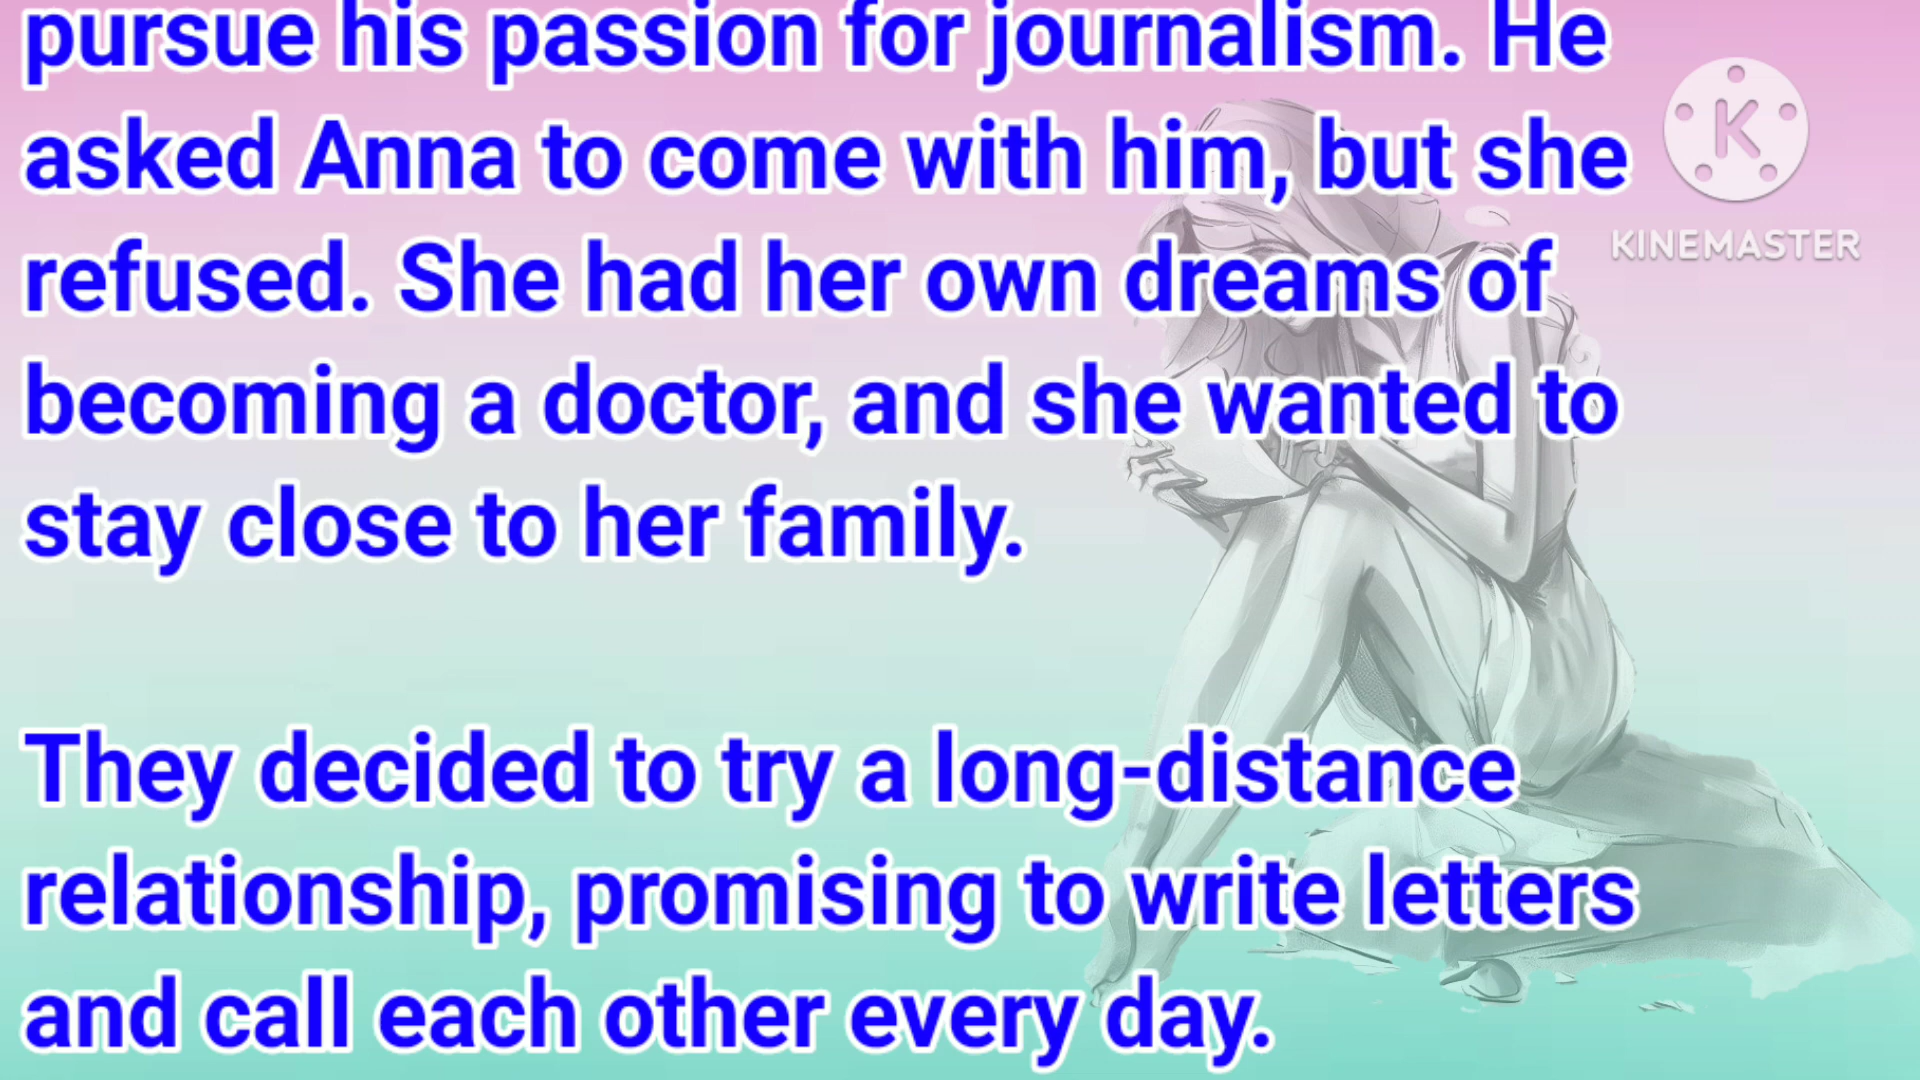 pursue his passion for journalism. He
asked Anna to come with him, but she
refused. She had her own dreams of
becoming a doctor, and she wanted to
stay close to her family.
They decided to try a long-distance
relationship, promising to write letters
and call each other every day.
K
KINEMASTER